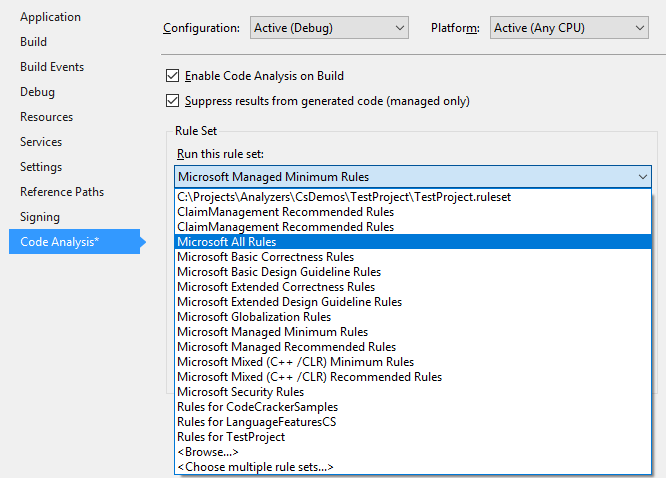 Application
Build
Build Events
Debug
Resources
Services
Settings
Reference Paths
Signing
Code Analysis*
Configuration: Active (Debug) Platform: Active (Any CPU)
Enable Code Analysis on Build
Suppress results from generated code (managed only)
Rule Set
Run this rule set:
Microsoft Managed Minimum Rules
C:\Projects\Analyzers\CsDemos\TestProject\TestProject.ruleset
ClaimManagement Recommended Rules
ClaimManagement Recommended Rules
Microsoft All Rules
Microsoft Basic Correctness Rules
Microsoft Basic Design Guideline Rules
Microsoft Extended Correctness Rules
Microsoft Extended Design Guideline Rules
Microsoft Globalization Rules
Microsoft Managed Minimum Rules
Microsoft Managed Recommended Rules
Microsoft Mixed (C++ /CLR) Minimum Rules
Microsoft Mixed (C++ /CLR) Recommended Rules
Microsoft Security Rules
Rules for CodeCrackerSamples
Rules for LanguageFeaturesCS
Rules for TestProject
<Browse...>
<Choose multiple rule sets...>